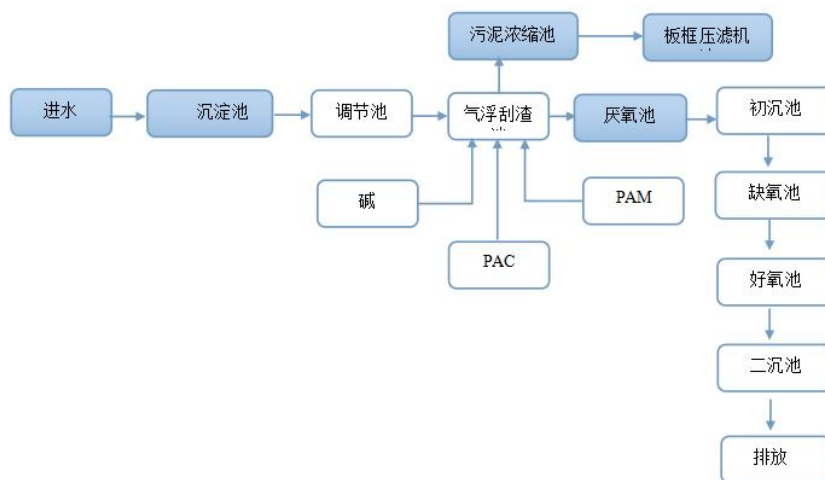 污泥浓缩池
板框压滤机
进水
沉淀池
调节池
气浮刮渣
厌氧池
初沉池
碱
PAM
缺氧池
PAC
好氧池
二沉池
排放